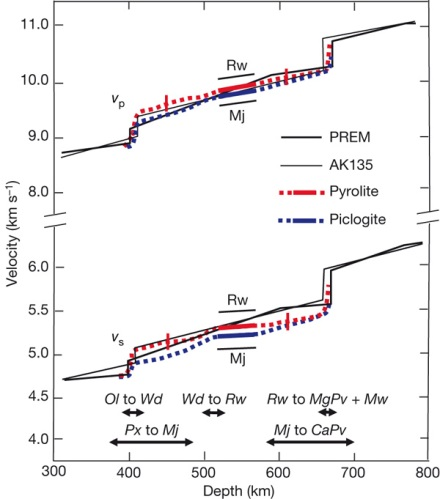 11.0
Rw
10.0
v_p
Mj
9.0
PREM
AK135
8.0
Pyrolite
Piclogite
Velocity (km s⁻¹)
6.0
Rw
5.5
v_s
5.0
Mj
4.5
Ol to Wd
Wd to Rw
Rw to MgPv + Mw
Px to Mj
Mj to CaPv
4.0
300
400
500
600
700
800
Depth (km)